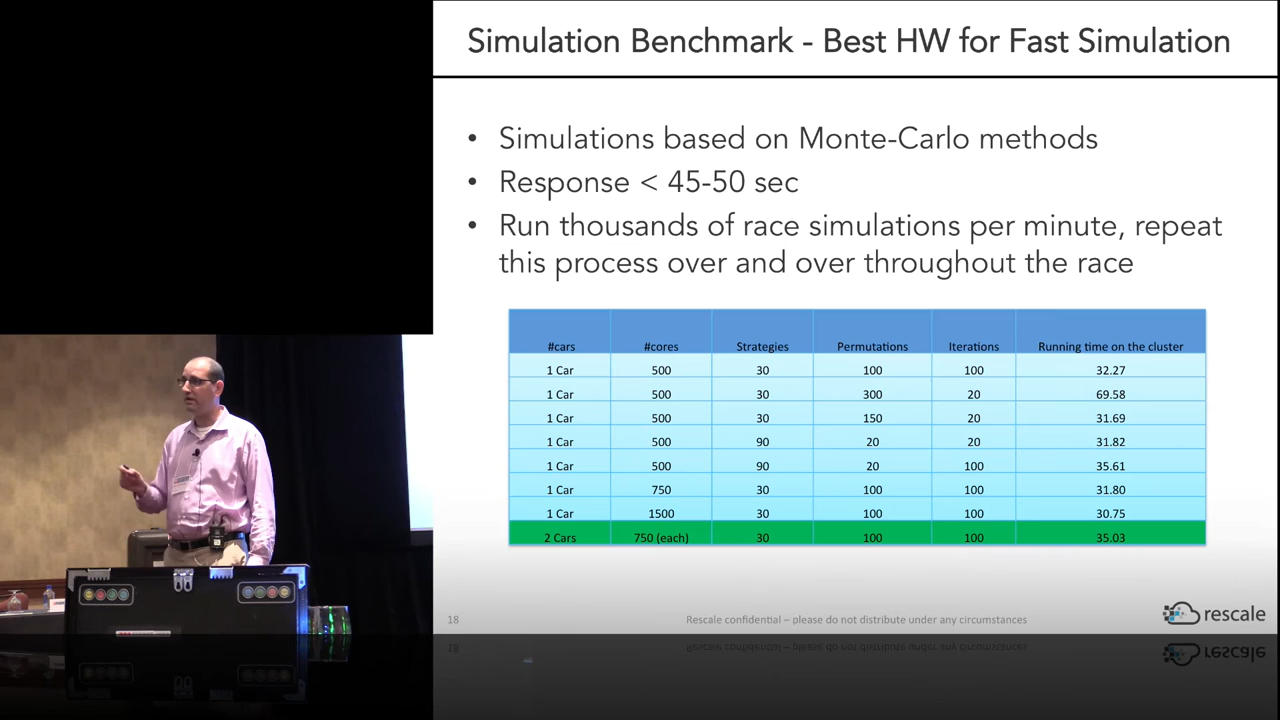 Simulation Benchmark - Best HW for Fast Simulation
• Simulations based on Monte-Carlo methods
• Response < 45-50 sec
• Run thousands of race simulations per minute, repeat
this process over and over throughout the race
#cars #cores Strategies Permutations Iterations Running time on the cluster
1 Car 500 30 100 100 32.27
1 Car 500 30 300 20 69.58
1 Car 500 30 150 20 31.69
1 Car 500 90 20 20 31.82
1 Car 500 90 20 100 35.61
1 Car 750 30 100 100 31.80
1 Car 1500 30 100 100 30.75
2 Cars 750 (each) 30 100 100 35.03
18 Rescale confidential – please do not distribute under any circumstances rescale